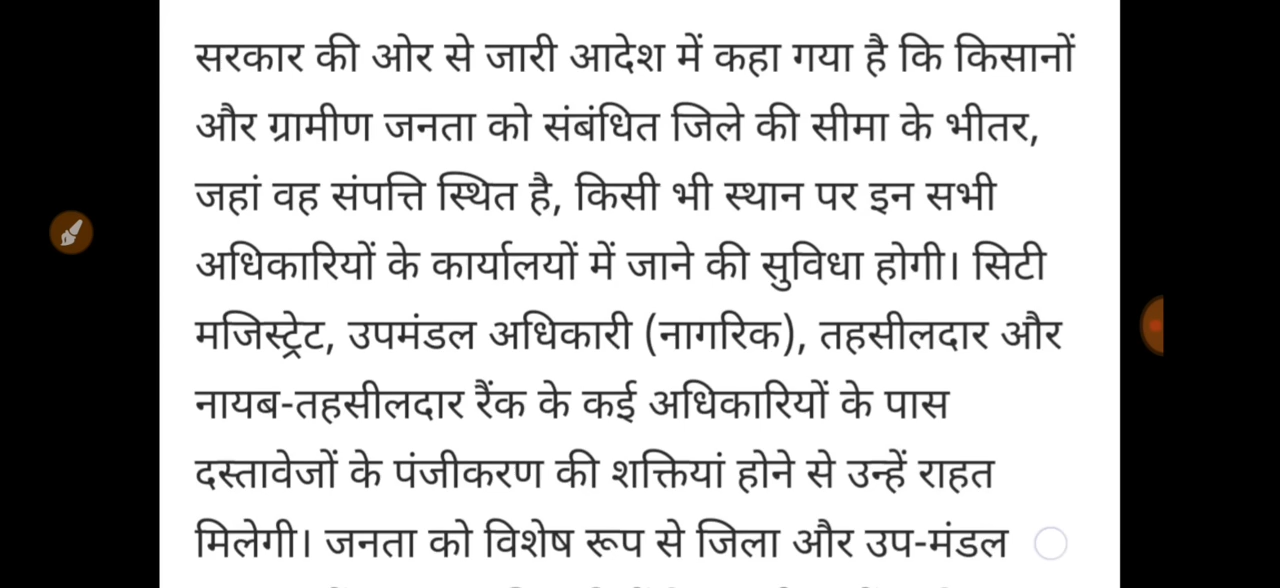 सरकार की ओर से जारी आदेश में कहा गया है कि किसानों
और ग्रामीण जनता को संबंधित जिले की सीमा के भीतर,
जहां वह संपत्ति स्थित है, किसी भी स्थान पर इन सभी
अधिकारियों के कार्यालयों में जाने की सुविधा होगी। सिटी
मजिस्ट्रेट, उपमंडल अधिकारी (नागरिक), तहसीलदार और
नायब-तहसीलदार रैंक के कई अधिकारियों के पास
दस्तावेजों के पंजीकरण की शक्तियां होने से उन्हें राहत
मिलेगी। जनता को विशेष रूप से जिला और उप-मंडल